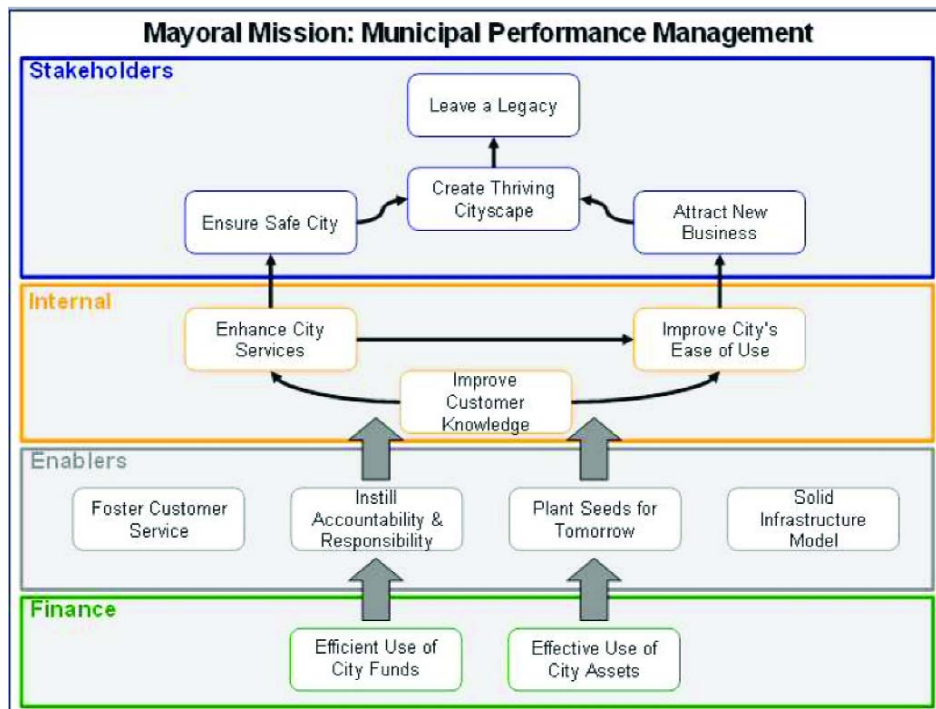 Mayoral Mission: Municipal Performance Management
Stakeholders
Leave a Legacy
Create Thriving
Cityscape
Ensure Safe City
Attract New
Business
Internal
Enhance City
Services
Improve City's
Ease of Use
Improve
Customer
Knowledge
Enablers
Foster Customer
Service
Instill
Accountability &
Responsibility
Plant Seeds for
Tomorrow
Solid
Infrastructure
Model
Finance
Efficient Use of
City Funds
Effective Use of
City Assets